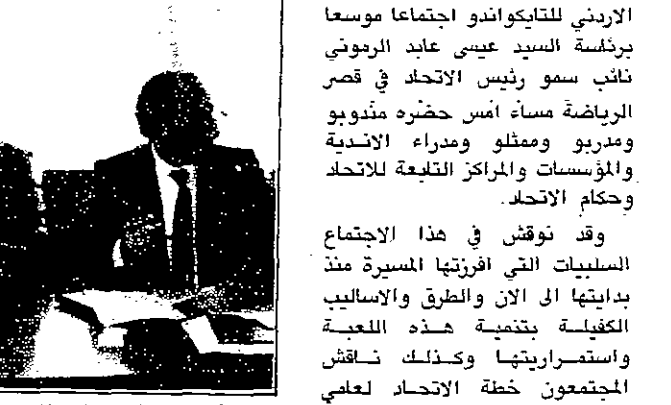 الاردني للتايكواندو اجتماعا موسعا
برئاسة السيد عيسى عابد الرموني
نائب سمو رئيس الاتحاد في قصر
الرياضة مساء امس حضره مندوبو
ومدربو وممثلو ومدراء الاندية
والمؤسسات والمراكز التابعة للاتحاد
وحكام الاتحاد.
وقد نوقش في هذا الاجتماع
السلبيات التي افرزتها المسيرة منذ
بدايتها الى الان والطرق والاساليب
الكفيلة بتنمية هذه اللعبة
واستمراريتها وكذلك ناقش
المجتمعون خطة الاتحاد لعامي